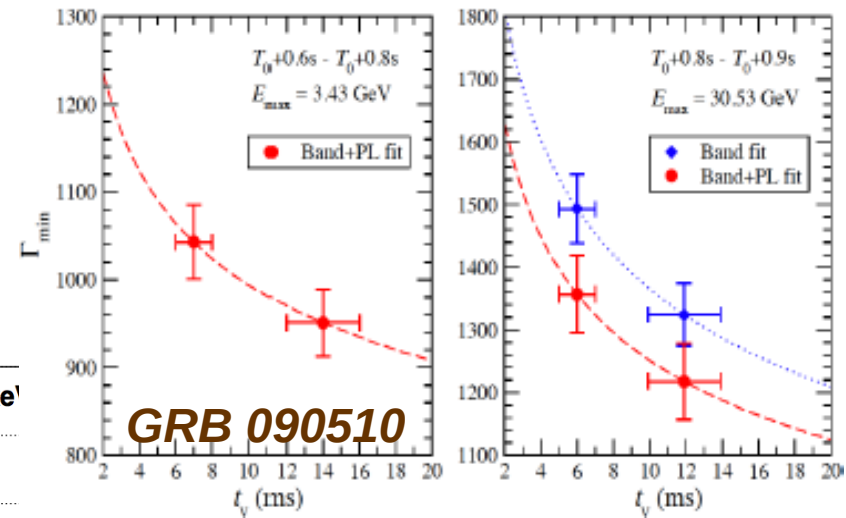 1300
1200
1100
1000
900
800
Γmin
T0+0.6s - T0+0.8s
Emax = 3.43 GeV
Band+PL fit
GRB 090510
2 4 6 8 10 12 14 16 18 20
tv (ms)
1800
1700
1600
1500
1400
1300
1200
1100
T0+0.8s - T0+0.9s
Emax = 30.53 GeV
Band fit
Band+PL fit
2 4 6 8 10 12 14 16 18 20
tv (ms)